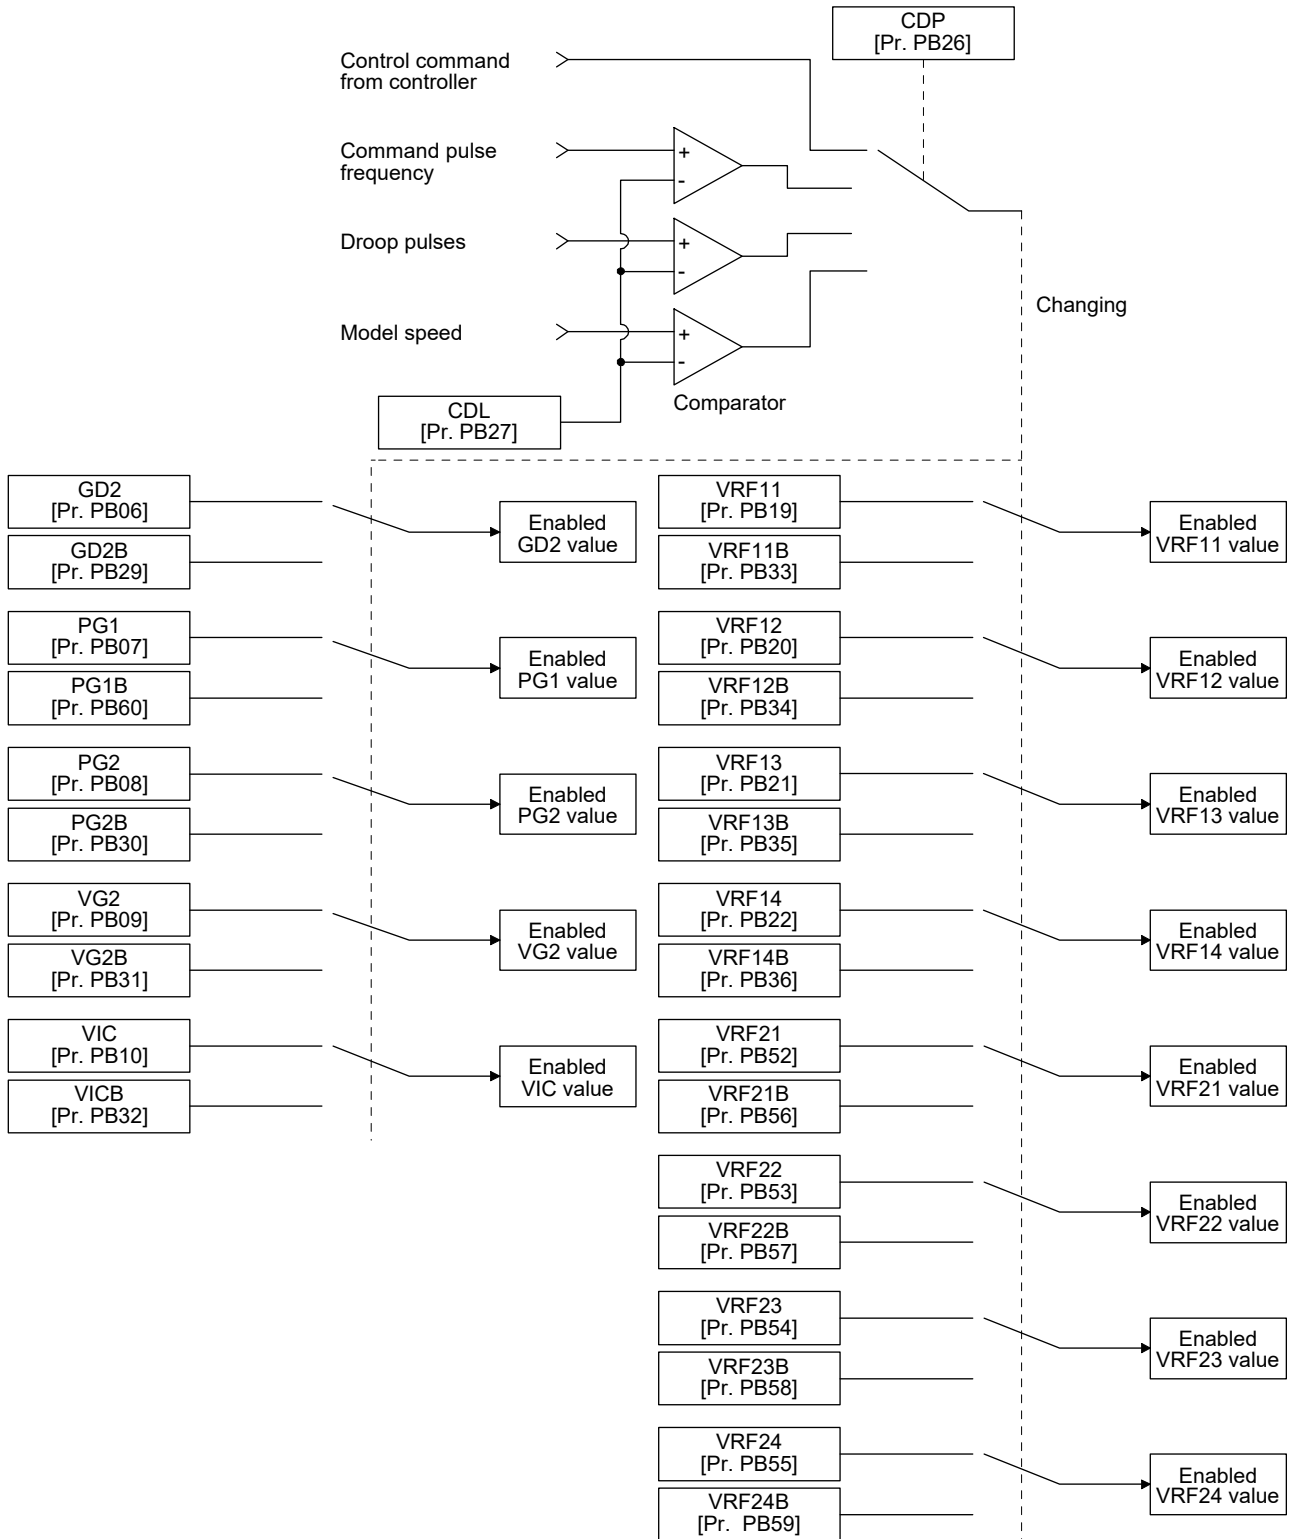 CDP
[Pr. PB26]
Control command
from controller
Command pulse
frequency
+
-
Droop pulses
+
-
Changing
Model speed
+
-
Comparator
CDL
[Pr. PB27]
GD2
[Pr. PB06]
GD2B
[Pr. PB29]
Enabled
GD2 value
PG1
[Pr. PB07]
PG1B
[Pr. PB60]
Enabled
PG1 value
PG2
[Pr. PB08]
PG2B
[Pr. PB30]
Enabled
PG2 value
VG2
[Pr. PB09]
VG2B
[Pr. PB31]
Enabled
VG2 value
VIC
[Pr. PB10]
VICB
[Pr. PB32]
Enabled
VIC value
VRF11
[Pr. PB19]
VRF11B
[Pr. PB33]
Enabled
VRF11 value
VRF12
[Pr. PB20]
VRF12B
[Pr. PB34]
Enabled
VRF12 value
VRF13
[Pr. PB21]
VRF13B
[Pr. PB35]
Enabled
VRF13 value
VRF14
[Pr. PB22]
VRF14B
[Pr. PB36]
Enabled
VRF14 value
VRF21
[Pr. PB52]
VRF21B
[Pr. PB56]
Enabled
VRF21 value
VRF22
[Pr. PB53]
VRF22B
[Pr. PB57]
Enabled
VRF22 value
VRF23
[Pr. PB54]
VRF23B
[Pr. PB58]
Enabled
VRF23 value
VRF24
[Pr. PB55]
VRF24B
[Pr. PB59]
Enabled
VRF24 value